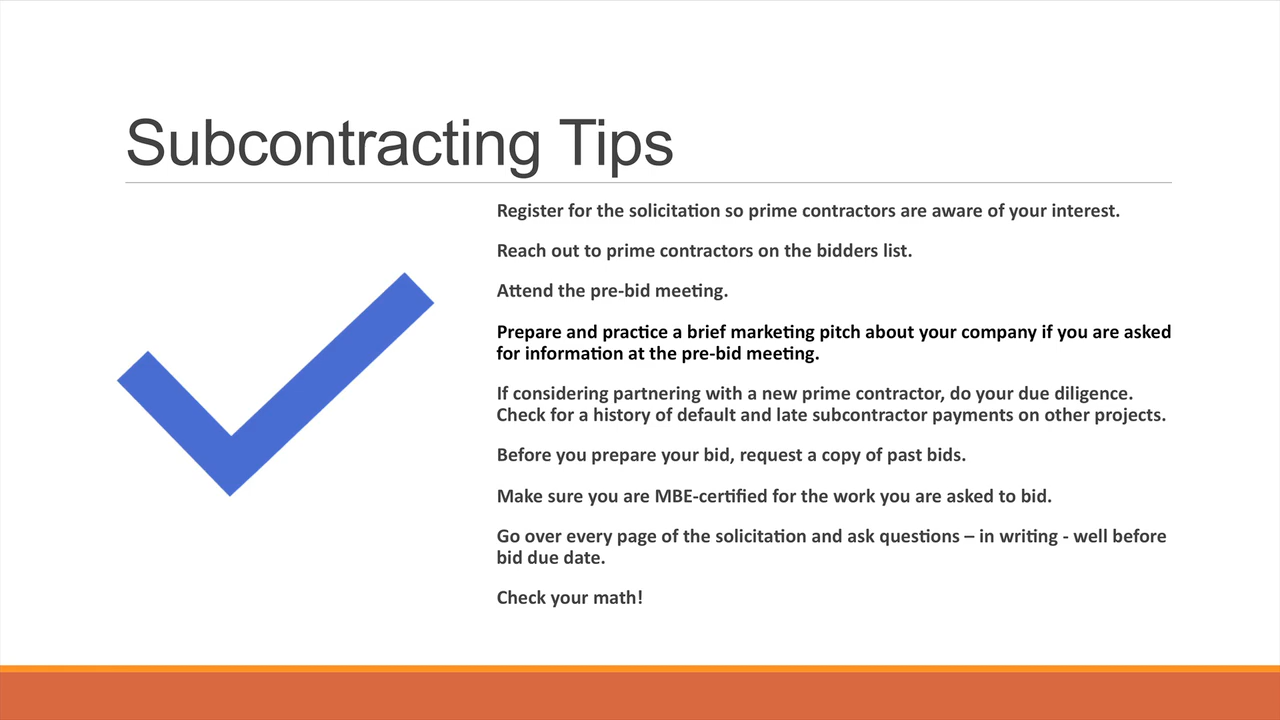 Subcontracting Tips
Register for the solicitation so prime contractors are aware of your interest.
Reach out to prime contractors on the bidders list.
Attend the pre-bid meeting.
Prepare and practice a brief marketing pitch about your company if you are asked
for information at the pre-bid meeting.
If considering partnering with a new prime contractor, do your due diligence.
Check for a history of default and late subcontractor payments on other projects.
Before you prepare your bid, request a copy of past bids.
Make sure you are MBE-certified for the work you are asked to bid.
Go over every page of the solicitation and ask questions – in writing - well before
bid due date.
Check your math!